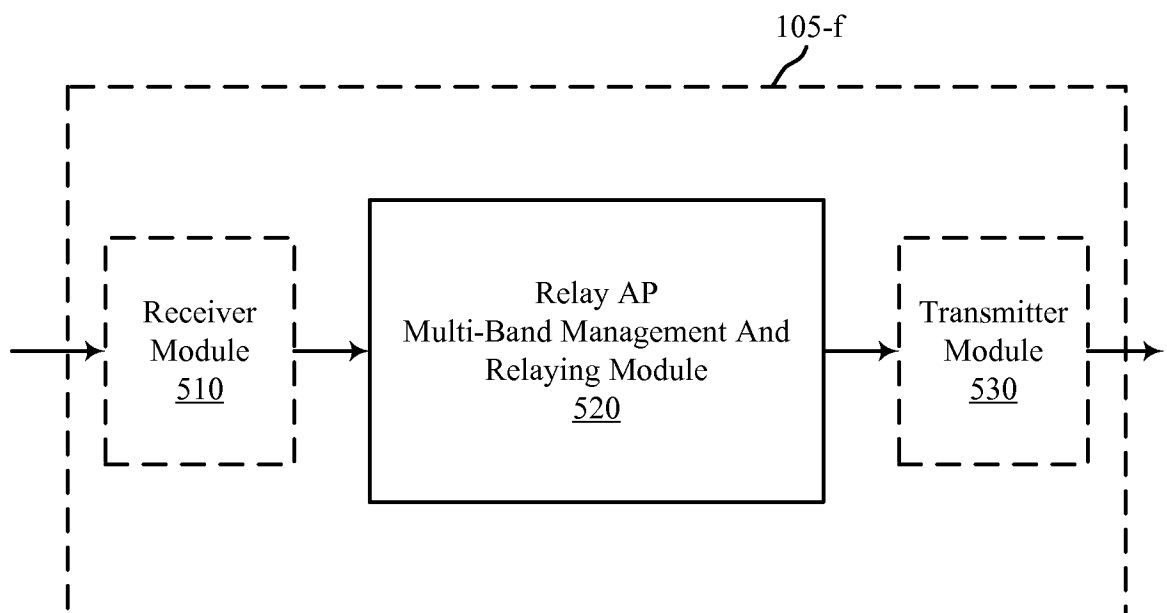 105-f
Receiver
Module
510
Relay AP
Multi-Band Management And
Relaying Module
520
Transmitter
Module
530